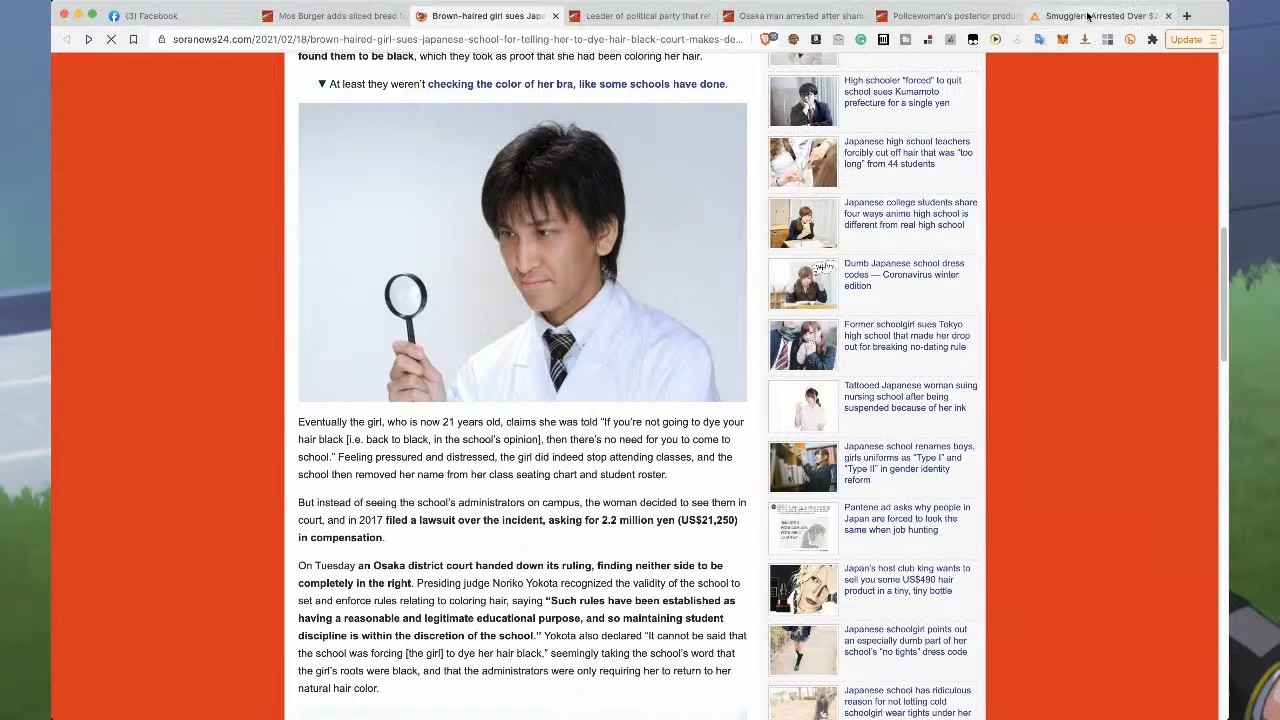 (3) Facebook
Mos Burger add
Brown-haired girl sues Jap
Leader of political party that re
Osaka man arrested after shari
Policewoman's posterior produ
Smugglers Arrested Over $2
soranews24.com/2021/02/18/brown-haired-girl-sues-japanese-school-for-telling-her-to-dye-hair-black-court-makes-de...
Update
found to be black, when they took issue if she had been coloring her hair.
▼ And they weren't checking the color of her bra, like some schools have done.
Eventually the girl, who is now 21 years old, claims she was told "If you're not going to dye your
hair black [back to black, in the school's opinion], then there's no need for you to come to
school." Feeling pressured and distressed, the girl did indeed stop attending classes, and the
school then removed her name from her class seating chart and student roster.
But instead of seeing the school's administrators in class, the woman decided to see them in
court, and she filed a lawsuit over the incident, asking for 2.2 million yen (US$21,250)
in compensation.
On Tuesday, the district court handed down its ruling, finding neither side to be
completely in the right. Presiding judge Noriko Yokota recognized the validity of the school to
set and enforce rules relating to coloring hair, saying "Such rules have been established as
having a reasonable and legitimate educational purpose, and so maintaining student
discipline is within the discretion of the school." Yokota also declared "It cannot be said that
the school was forcing [the girl] to dye her hair black," seemingly taking the school's word that
the girl's hair was naturally black, and that the administrators were only requiring her to return to her
natural
High schooler "forced" to quit
school sues Kumamoto
prefecture for a single yen
Japanese high school teachers
forcibly cut off hair that was "too
long" from 44 students
Japanese college students share
four ways anime high school is
different from real high school
Dumb Japanese school dress
codes — Coronavirus winter
edition
Former schoolgirl sues Tokyo
high school that made her drop
out for breaking no-dating rule
Tattooed Japanese woman suing
nursing school after being
suspended because of her ink
Japanese school renames boys,
girls uniforms as "Type I" and
"Type II" in gender identity
reform
Pantene ad asks why people in
Japan are forced to look the
same when job hunting
Japan's host club king wants to
sell you some US$490 hair
product in a tiny, tiny bottle
Japanese schoolgirl points out
an especially dumb part of her
school's "no tights" dress code
Japanese school has ridiculous
reason for not letting cold
schoolgirl wear tights under her